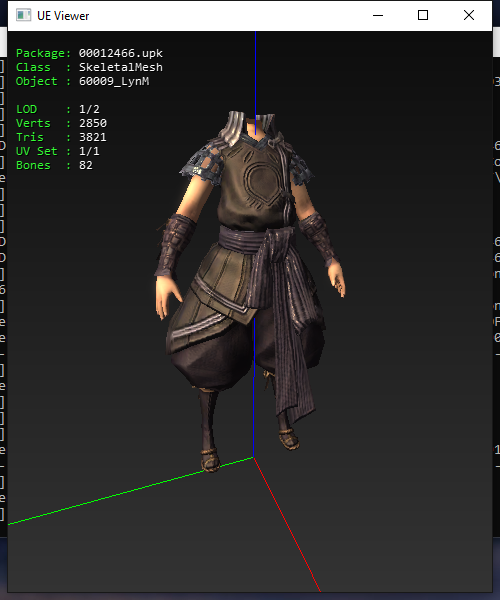 UE Viewer
Package: 00012466.upk
Class  : SkeletalMesh
Object : 60009_LynM
LOD    : 1/2
Verts  : 2850
Tris   : 3821
UV Set : 1/1
Bones  : 82